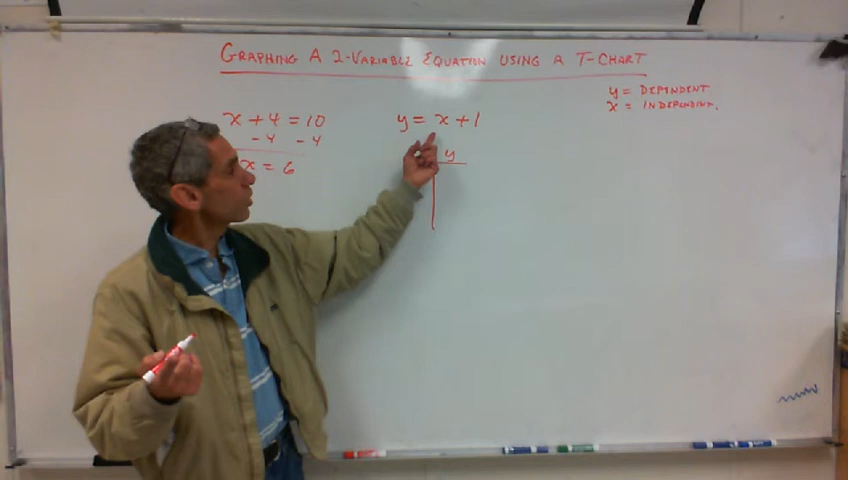 GRAPHING A 2-VARIABLE EQUATION USING A T-CHART
y = DEPENDENT
x = INDEPENDENT.
x + 4 = 10
- 4 - 4
x = 6
y = x + 1
y